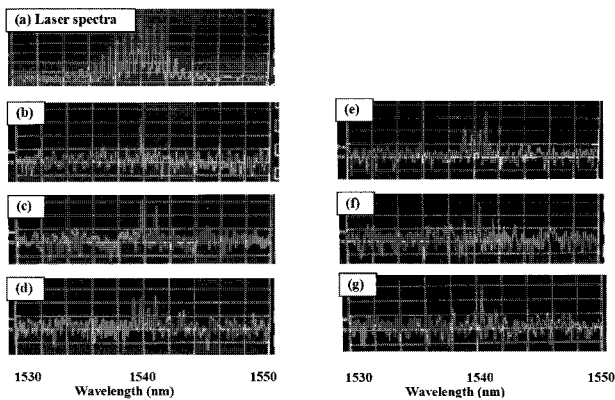 (a) Laser spectra
(b)
(c)
(d)
1530 1540 1550
Wavelength (nm)
(e)
(f)
(g)
1530 1540 1550
Wavelength (nm)